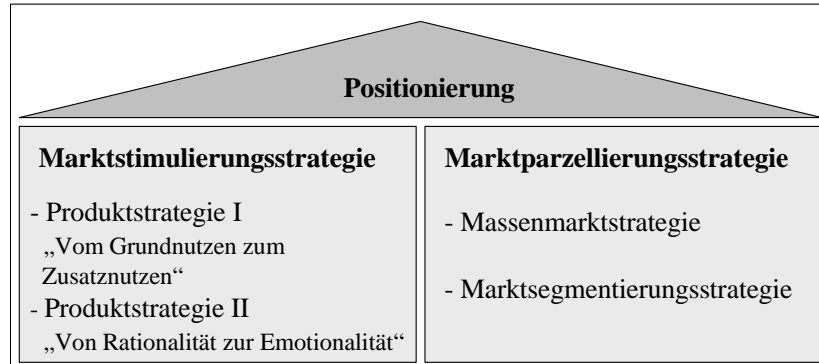 Positionierung
Marktstimulierungsstrategie
- Produktstrategie I
„Vom Grundnutzen zum
Zusatznutzen“
- Produktstrategie II
„Von Rationalität zur Emotionalität“
Marktparzellierungsstrategie
- Massenmarktstrategie
- Marktsegmentierungsstrategie